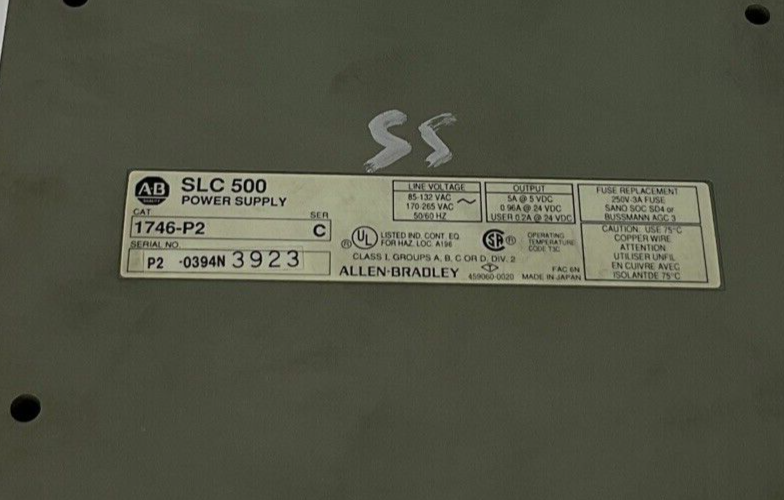 SS
AB
QUALITY
SLC 500
POWER SUPPLY
CAT
SER
1746-P2
C
SERIAL NO.
P2 -0394N 3923
LINE VOLTAGE
85-132 VAC
170-265 VAC
50/60 HZ
OUTPUT
5A @ 5 VDC
0.96A @ 24 VDC
USER 0.2A @ 24 VDC
FUSE REPLACEMENT
250V-3A FUSE
SANO SOC SD4 or
BUSSMANN AGC 3
UL
®
LISTED IND. CONT. EQ.
FOR HAZ. LOC. A196
SA
®
OPERATING
TEMPERATURE
CODE T3C
CLASS I, GROUPS A, B, C OR D, DIV. 2
ALLEN-BRADLEY
459060-0020
FAC 6N
MADE IN JAPAN
CAUTION: USE 75°C
COPPER WIRE
ATTENTION:
UTILISER UN FIL
EN CUIVRE AVEC
ISOLANT DE 75°C